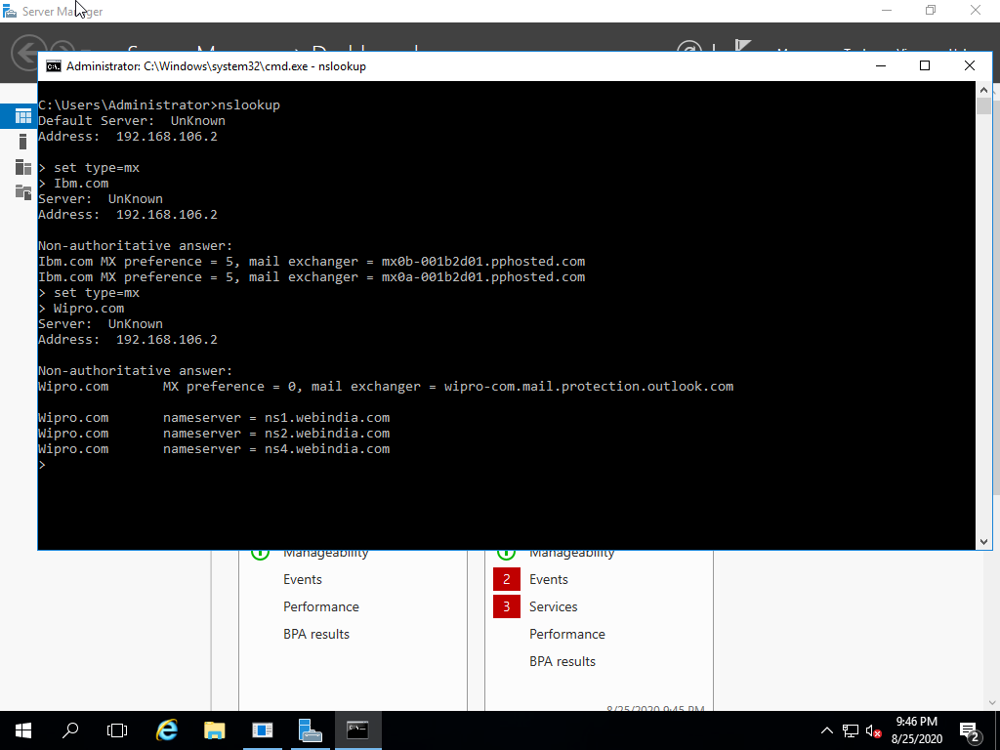 Server Manager
Administrator: C:\Windows\system32\cmd.exe - nslookup
C:\Users\Administrator>nslookup
Default Server:  UnKnown
Address:  192.168.106.2
> set type=mx
> Ibm.com
Server:  UnKnown
Address:  192.168.106.2
Non-authoritative answer:
Ibm.com MX preference = 5, mail exchanger = mx0b-001b2d01.pphosted.com
Ibm.com MX preference = 5, mail exchanger = mx0a-001b2d01.pphosted.com
> set type=mx
> Wipro.com
Server:  UnKnown
Address:  192.168.106.2
Non-authoritative answer:
Wipro.com       MX preference = 0, mail exchanger = wipro-com.mail.protection.outlook.com
Wipro.com       nameserver = ns1.webindia.com
Wipro.com       nameserver = ns2.webindia.com
Wipro.com       nameserver = ns4.webindia.com
>
Manageability
Events
Performance
BPA results
Manageability
2 Events
3 Services
Performance
BPA results
8/25/2020 9:45 PM
9:46 PM
8/25/2020
2